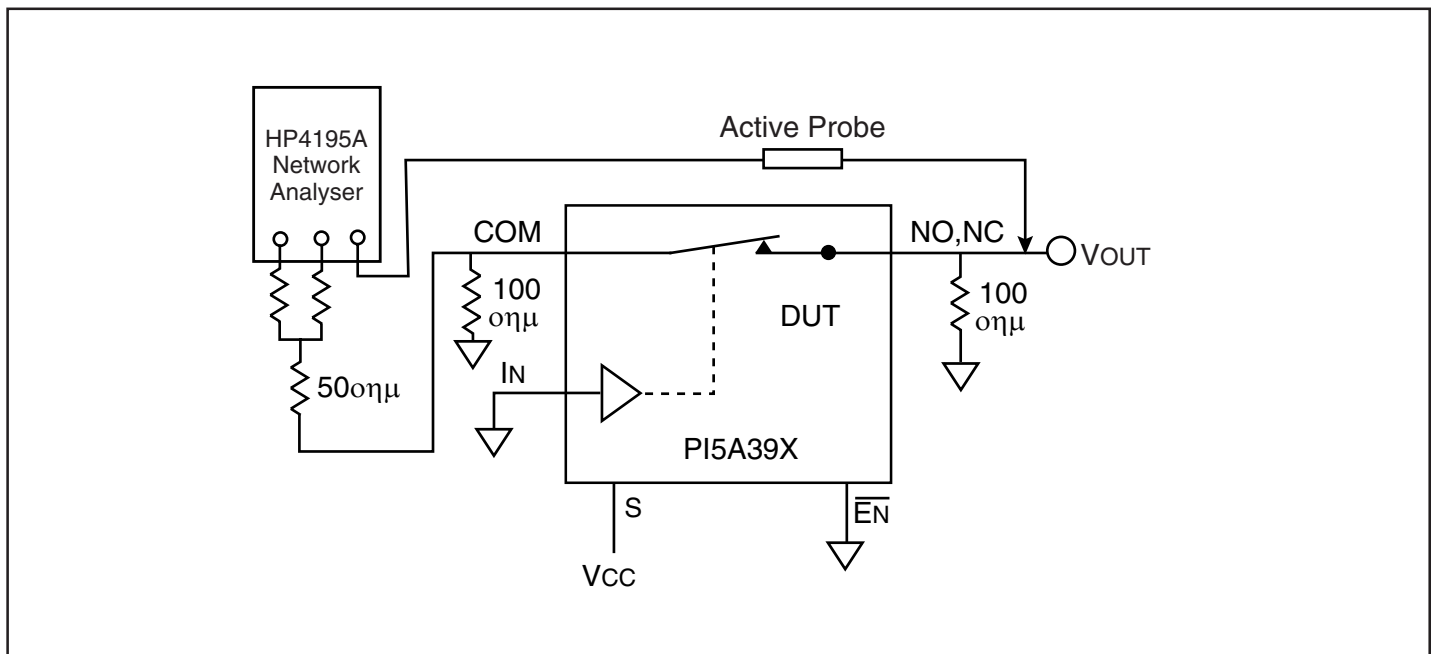 HP4195A
Network
Analyser
Active Probe
COM
NO,NC
VOUT
100
οημ
DUT
100
οημ
IN
50οημ
PI5A39X
S
EN
VCC